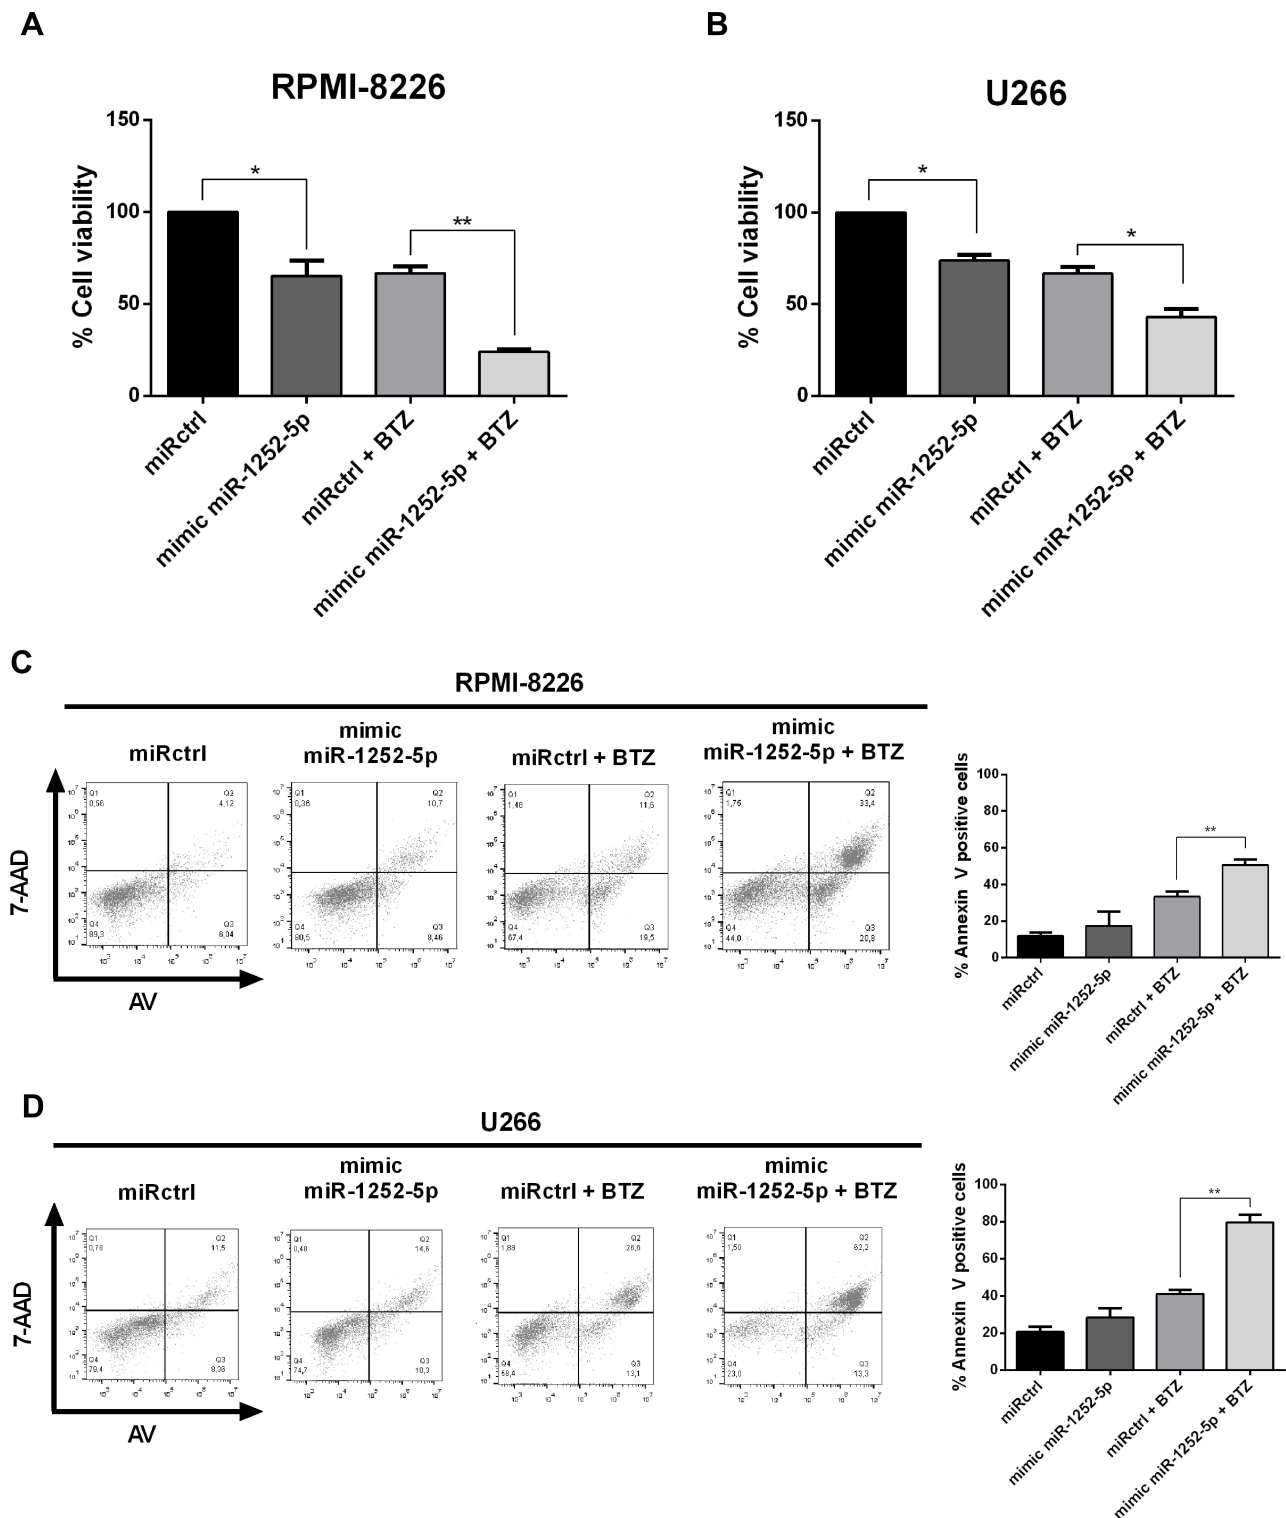 A
RPMI-8226
150
100
50
0
% Cell viability
*
**
miRctrl
mimic miR-1252-5p
miRctrl + BTZ
mimic miR-1252-5p + BTZ
B
U266
150
100
50
0
% Cell viability
*
*
miRctrl
mimic miR-1252-5p
miRctrl + BTZ
mimic miR-1252-5p + BTZ
C
RPMI-8226
miRctrl
mimic
miR-1252-5p
miRctrl + BTZ
mimic
miR-1252-5p + BTZ
7-AAD
AV
Q1
0,56
Q2
4,12
Q4
89,3
Q3
6,04
Q1
0,36
Q2
10,7
Q4
80,5
Q3
8,46
Q1
1,48
Q2
11,6
Q4
67,4
Q3
19,5
Q1
1,75
Q2
33,4
Q4
44,0
Q3
20,8
% Annexin V positive cells
100
80
60
40
20
0
**
miRctrl
mimic miR-1252-5p
miRctrl + BTZ
mimic miR-1252-5p + BTZ
D
U266
miRctrl
mimic
miR-1252-5p
miRctrl + BTZ
mimic
miR-1252-5p + BTZ
7-AAD
AV
Q1
0,78
Q2
11,5
Q4
79,4
Q3
8,36
Q1
0,48
Q2
14,6
Q4
74,7
Q3
10,3
Q1
1,88
Q2
26,6
Q4
58,4
Q3
13,1
Q1
1,50
Q2
62,2
Q4
23,0
Q3
13,3
% Annexin V positive cells
100
80
60
40
20
0
**
miRctrl
mimic miR-1252-5p
miRctrl + BTZ
mimic miR-1252-5p + BTZ